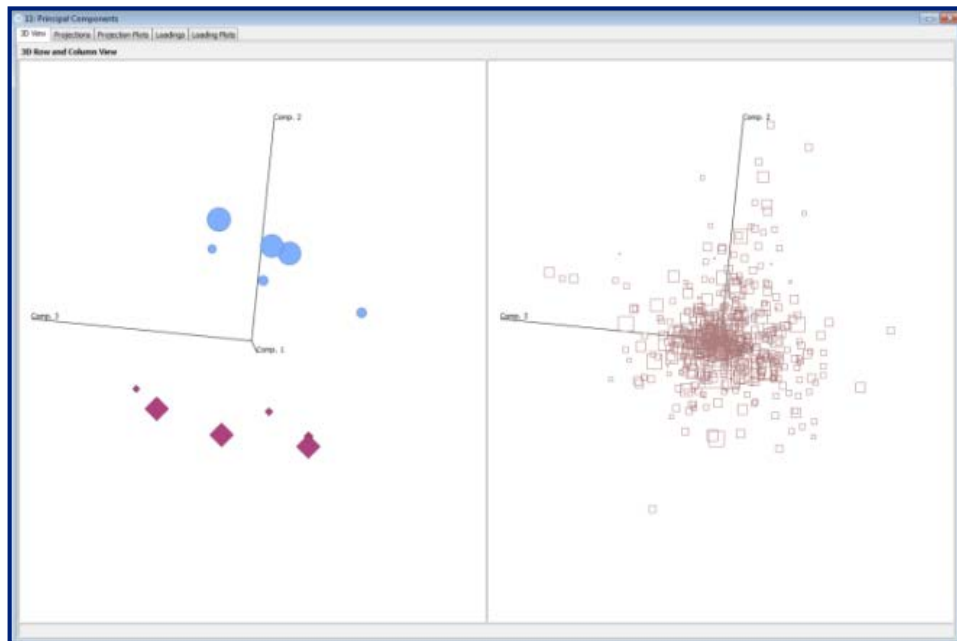 33: Principal Components
3D View Projections Projection Plots Loadings Loading Plots
3D Row and Column View
Comp. 2
Comp. 3
Comp. 1
Comp. 2
Comp. 3